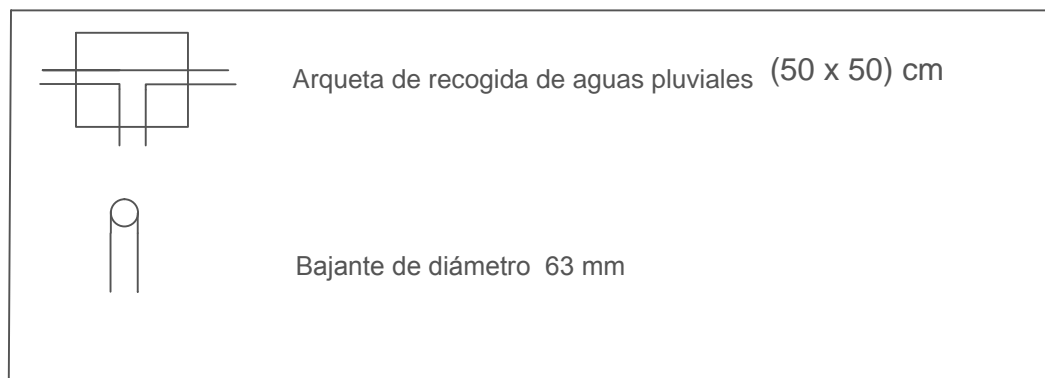 Arqueta de recogida de aguas pluviales (50 x 50) cm
Bajante de diámetro 63 mm